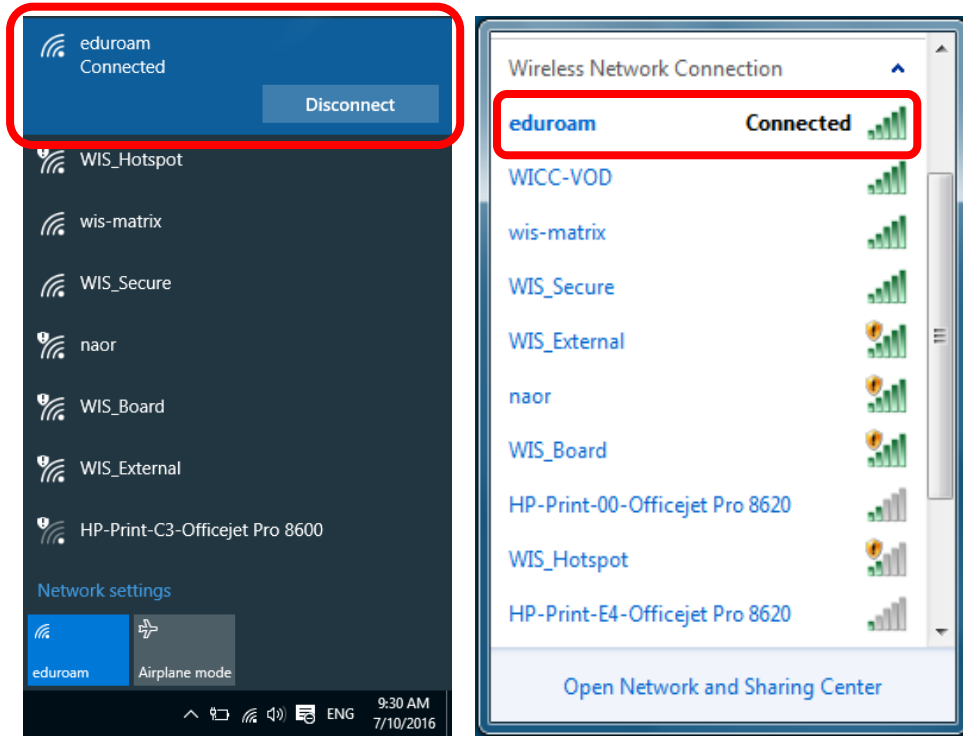 eduroam
Connected
Disconnect
WIS_Hotspot
wis-matrix
WIS_Secure
naor
WIS_Board
WIS_External
HP-Print-C3-Officejet Pro 8600
Network settings
eduroam
Airplane mode
ENG
9:30 AM
7/10/2016
Wireless Network Connection
eduroam Connected
WICC-VOD
wis-matrix
WIS_Secure
WIS_External
naor
WIS_Board
HP-Print-00-Officejet Pro 8620
WIS_Hotspot
HP-Print-E4-Officejet Pro 8620
Open Network and Sharing Center